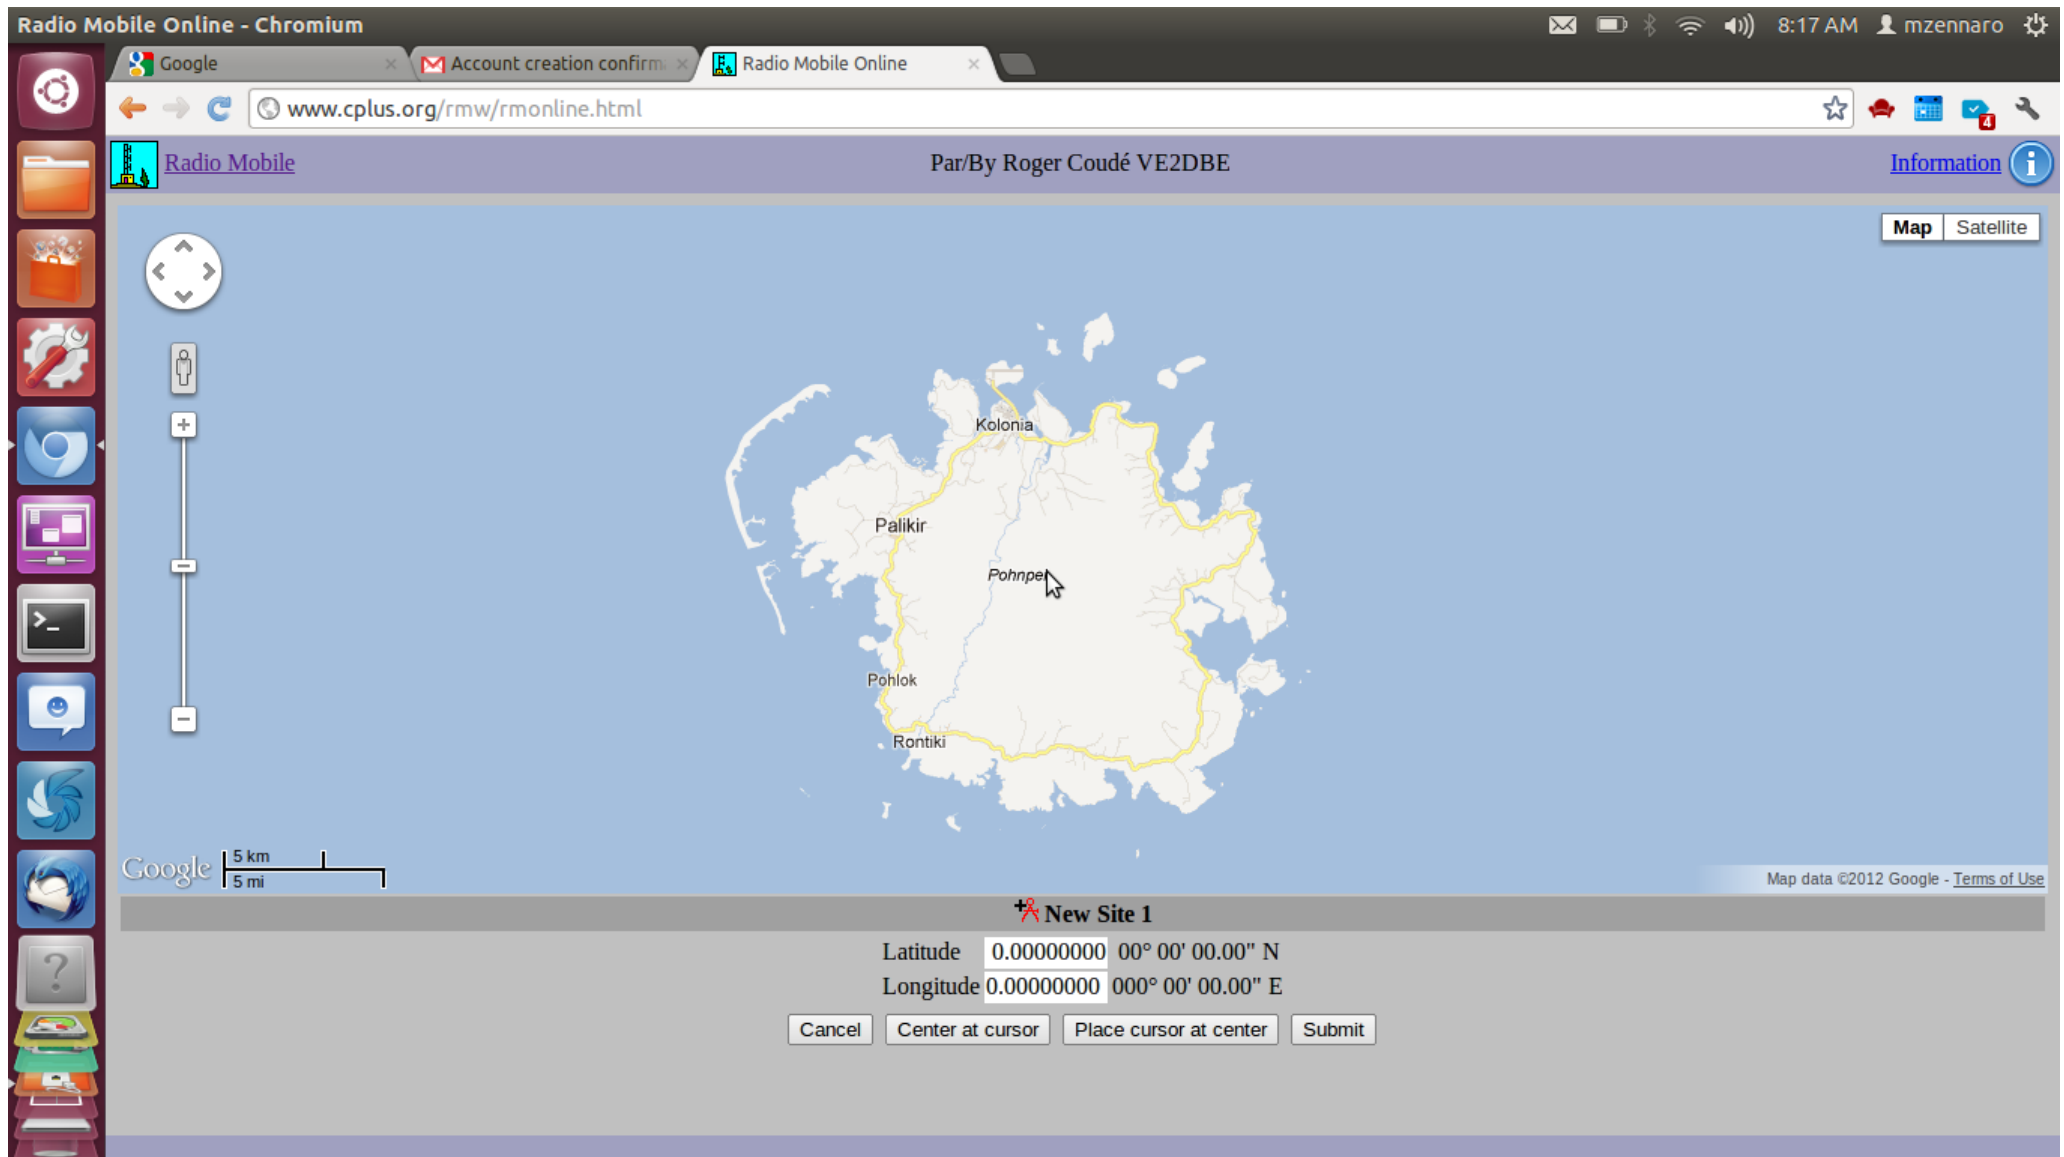 Radio Mobile Online - Chromium
8:17 AM mzennaro
Google
Account creation confirm
Radio Mobile Online
www.cplus.org/rmw/rmonline.html
4
Radio Mobile
Par/By Roger Coudé VE2DBE
Information
Map Satellite
Kolonia
Palikir
Pohnpe
Pohlok
Rontiki
Google
5 km
5 mi
Map data ©2012 Google - Terms of Use
New Site 1
Latitude 0.00000000 00° 00' 00.00" N
Longitude 0.00000000 000° 00' 00.00" E
Cancel Center at cursor Place cursor at center Submit